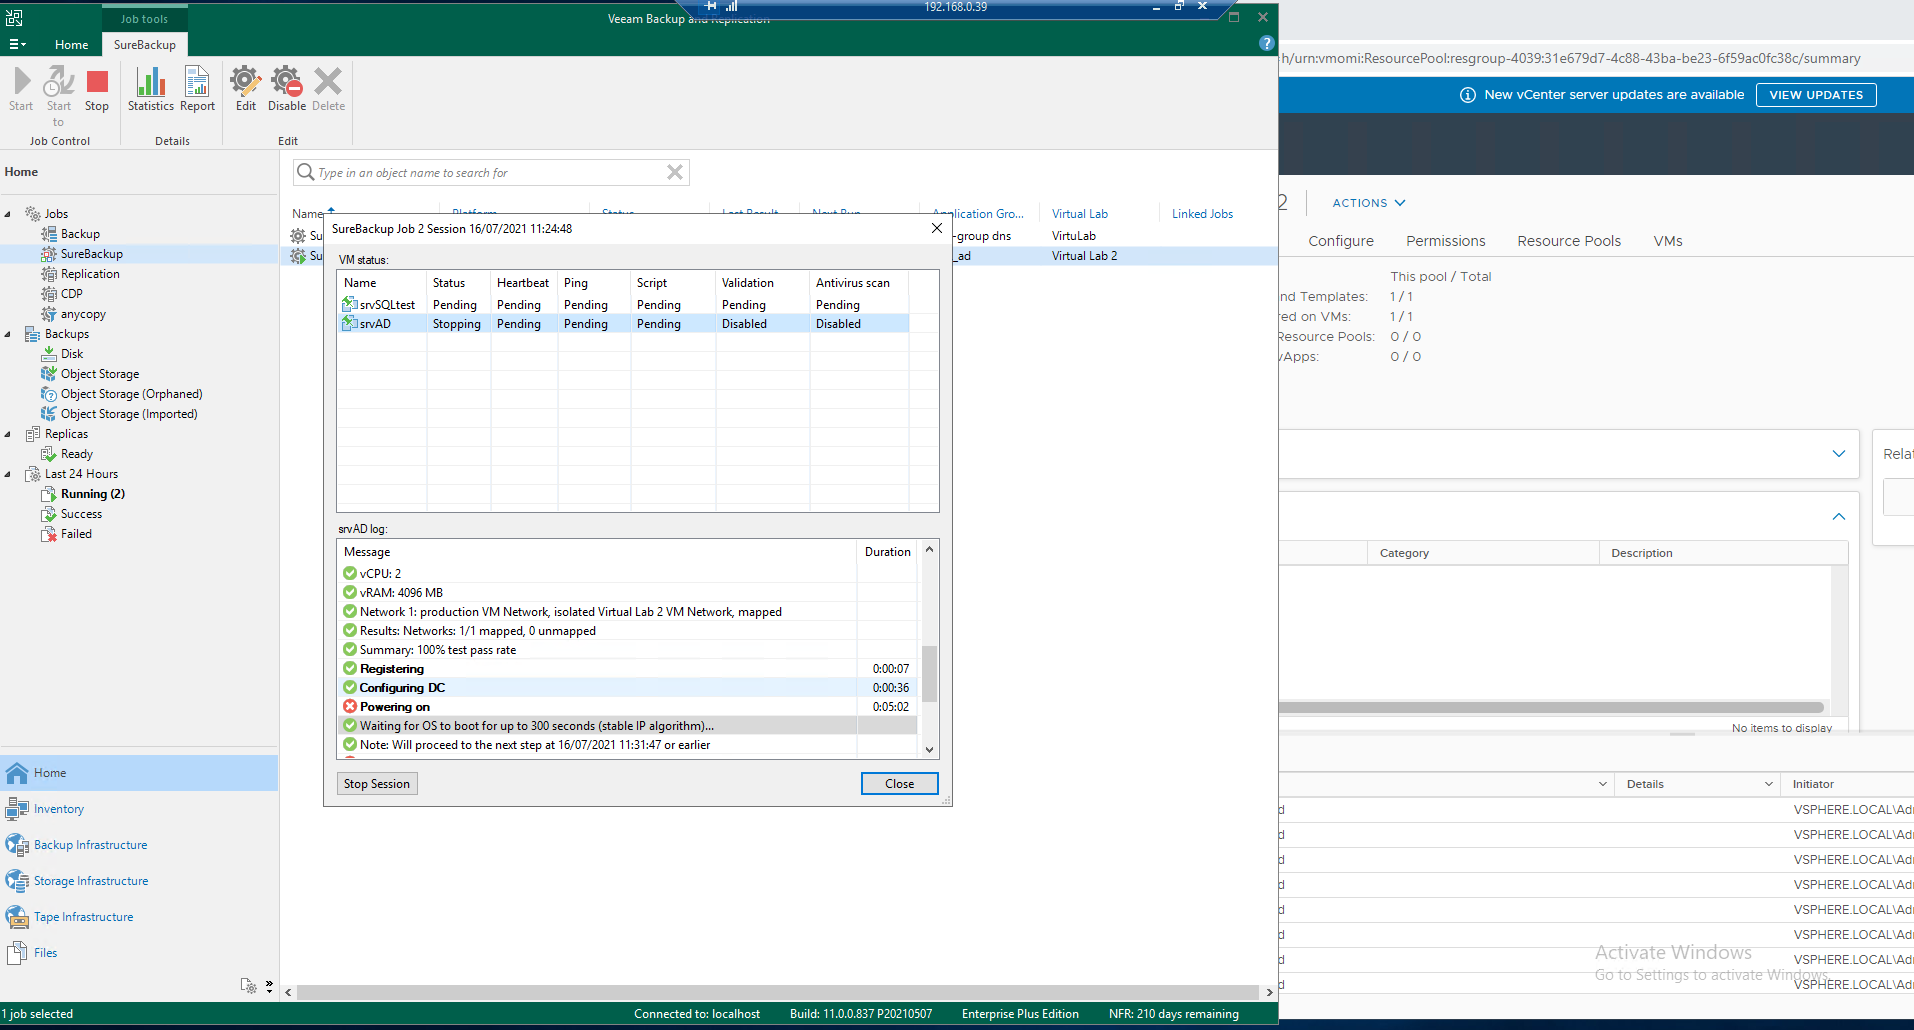 Job tools
Veeam Backup and Replication
192.168.0.39
Home
SureBackup
Start
Start
to
Stop
Statistics
Report
Edit
Disable
Delete
Job Control
Details
Edit
h/urn:vmomi:ResourcePool:resgroup-4039:31e679d7-4c88-43ba-be23-6f59ac0fc38c/summary
New vCenter server updates are available
VIEW UPDATES
Home
Type in an object name to search for
Name
Platform
Status
Last Result
Next Run
Application Gro...
Virtual Lab
Linked Jobs
Su
-group dns
VirtuLab
Su
_ad
Virtual Lab 2
Jobs
Backup
SureBackup
Replication
CDP
anycopy
Backups
Disk
Object Storage
Object Storage (Orphaned)
Object Storage (Imported)
Replicas
Ready
Last 24 Hours
Running (2)
Success
Failed
SureBackup Job 2 Session 16/07/2021 11:24:48
VM status:
Name Status Heartbeat Ping Script Validation Antivirus scan
srvSQLtest Pending Pending Pending Pending Pending Pending
srvAD Stopping Pending Pending Pending Disabled Disabled
srvAD log:
Message Duration
vCPU: 2
vRAM: 4096 MB
Network 1: production VM Network, isolated Virtual Lab 2 VM Network, mapped
Results: Networks: 1/1 mapped, 0 unmapped
Summary: 100% test pass rate
Registering 0:00:07
Configuring DC 0:00:36
Powering on 0:05:02
Waiting for OS to boot for up to 300 seconds (stable IP algorithm)...
Note: Will proceed to the next step at 16/07/2021 11:31:47 or earlier
Stop Session
Close
2
ACTIONS
Configure Permissions Resource Pools VMs
This pool / Total
nd Templates: 1 / 1
red on VMs: 1 / 1
Resource Pools: 0 / 0
vApps: 0 / 0
Relat
Category
Description
No items to display
Details
Initiator
d VSPHERE.LOCAL\Adr
d VSPHERE.LOCAL\Adr
d VSPHERE.LOCAL\Adr
d VSPHERE.LOCAL\Adr
d VSPHERE.LOCAL\Adr
d VSPHERE.LOCAL\Adr
d VSPHERE.LOCAL\Adr
d VSPHERE.LOCAL\Adr
Activate Windows
Go to Settings to activate Windows.
Home
Inventory
Backup Infrastructure
Storage Infrastructure
Tape Infrastructure
Files
1 job selected
Connected to: localhost
Build: 11.0.0.837 P20210507
Enterprise Plus Edition
NFR: 210 days remaining